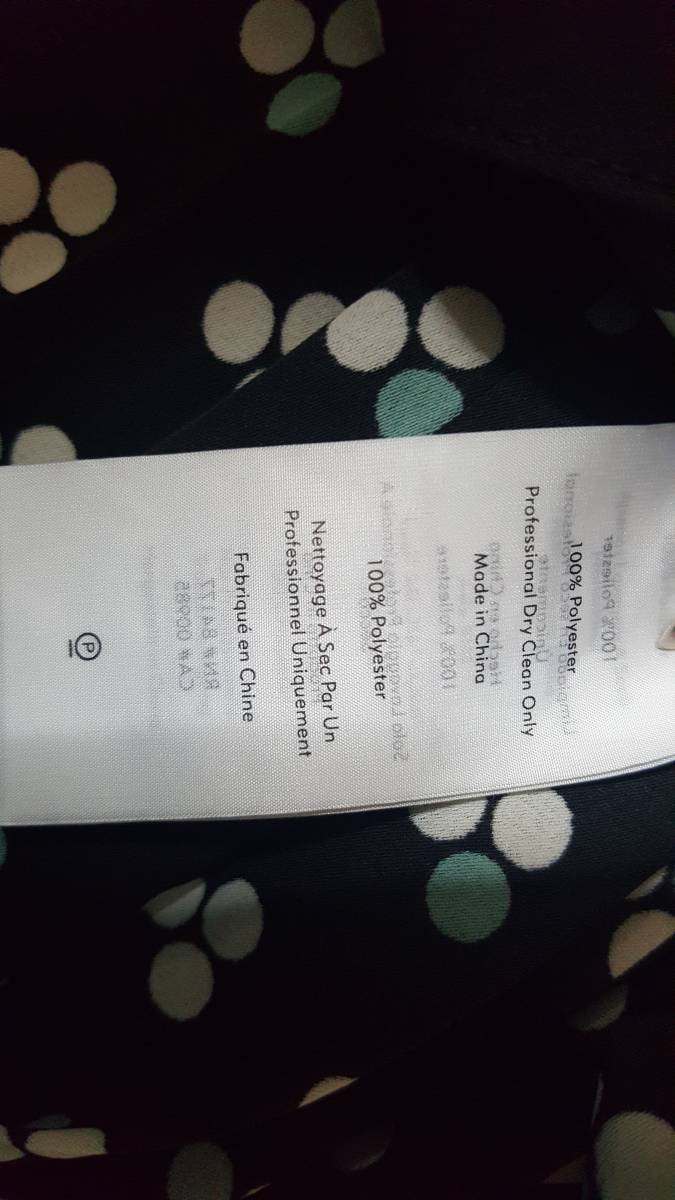 100% Polyester
Professional Dry Clean Only
Made in China
100% Polyester
Nettoyage À Sec Par Un
Professionnel Uniquement
Fabriqué en Chine
P